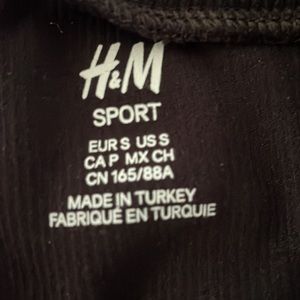 H&M
SPORT
EUR S US S
CA P MX CH
CN 165/88A
MADE IN TURKEY
FABRIQUÉ EN TURQUIE